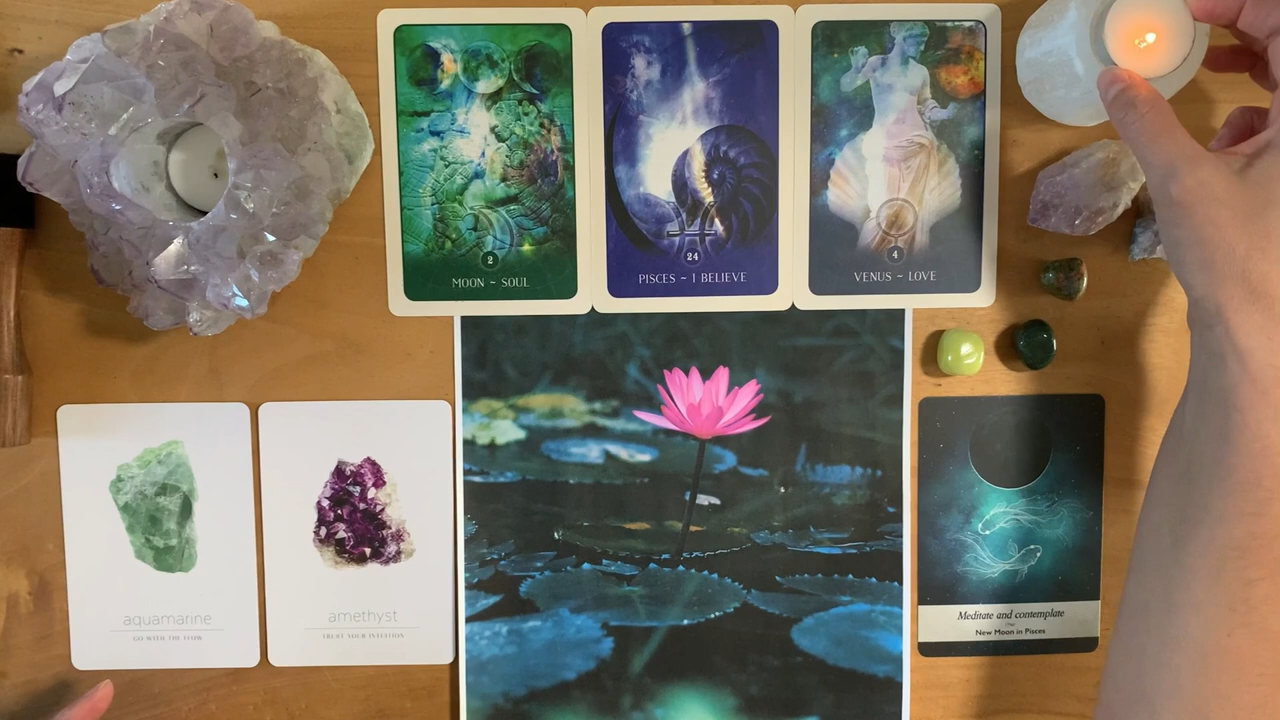 2
MOON ~ SOUL
24
PISCES ~ I BELIEVE
4
VENUS ~ LOVE
aquamarine
GO WITH THE FLOW
amethyst
TRUST YOUR INTUITION
Meditate and contemplate
New Moon in Pisces